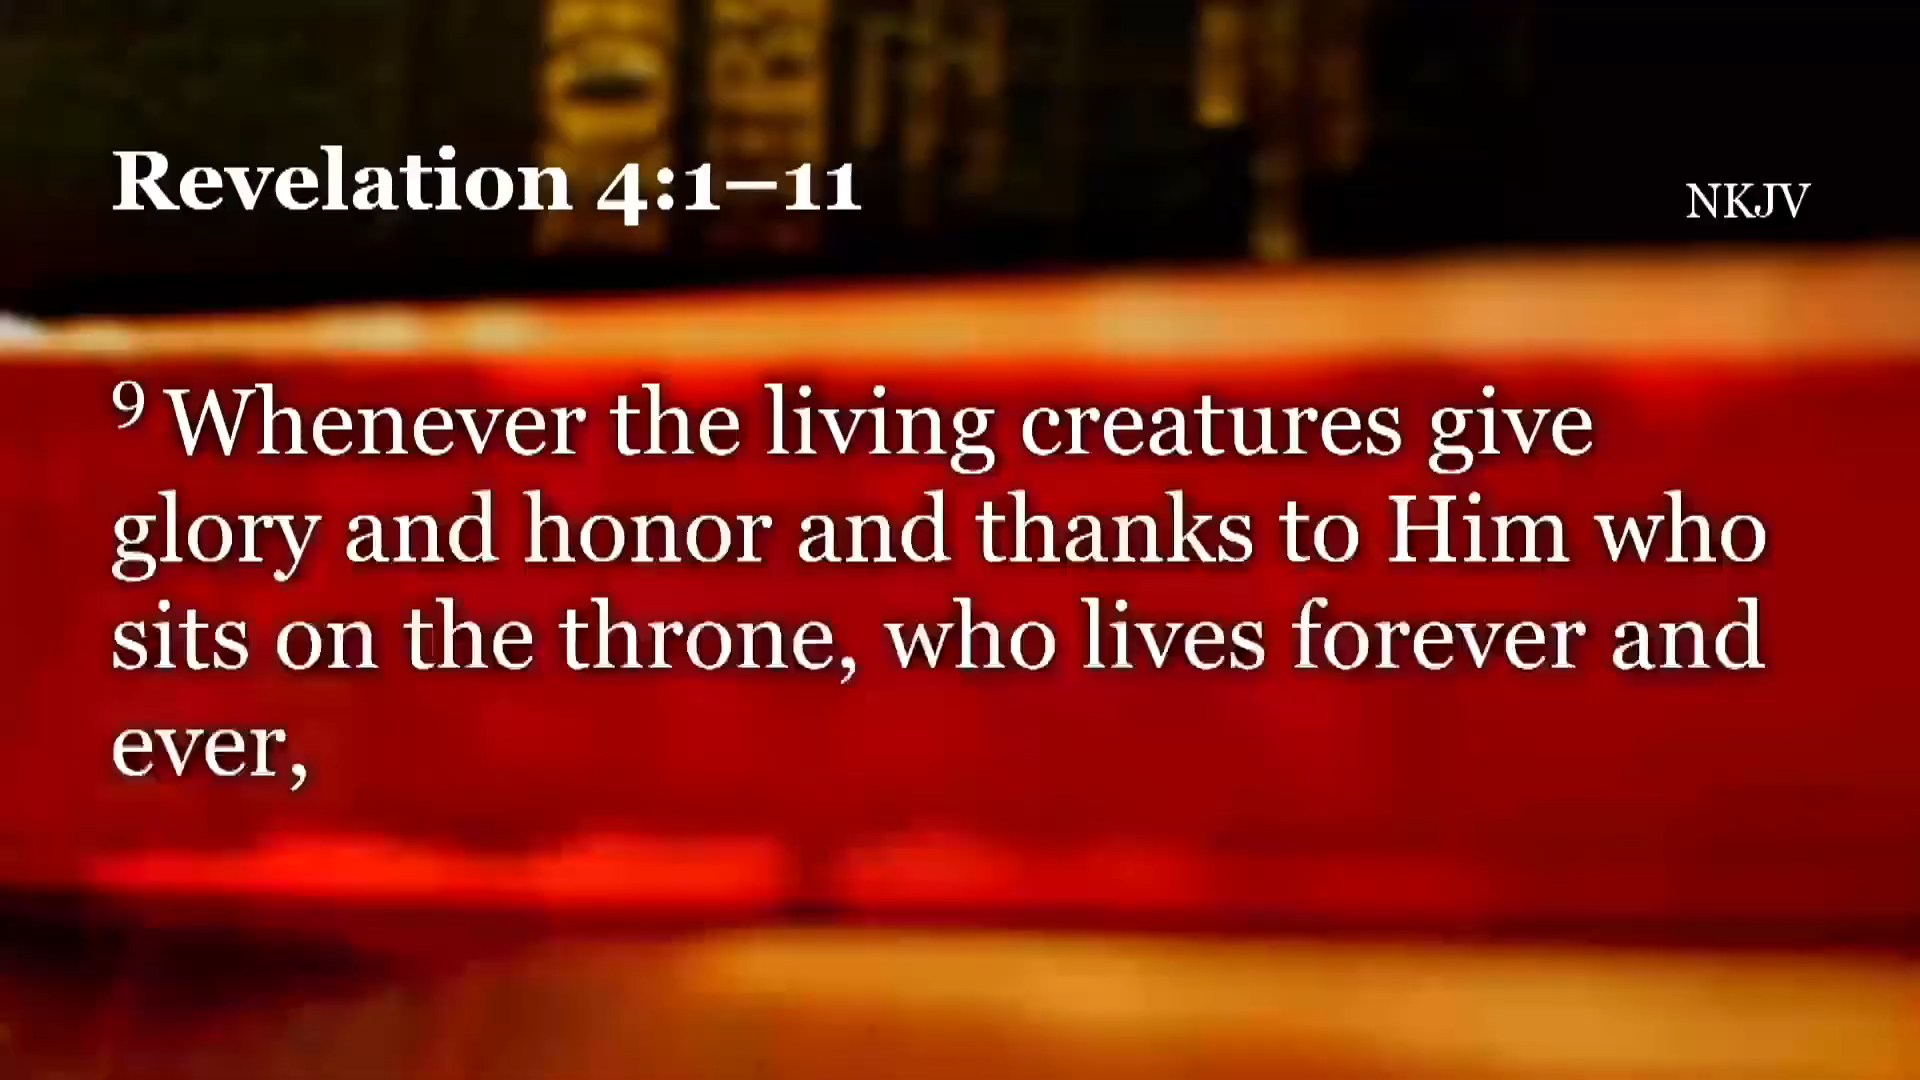 Revelation 4:1–11
NKJV
9 Whenever the living creatures give
glory and honor and thanks to Him who
sits on the throne, who lives forever and
ever,